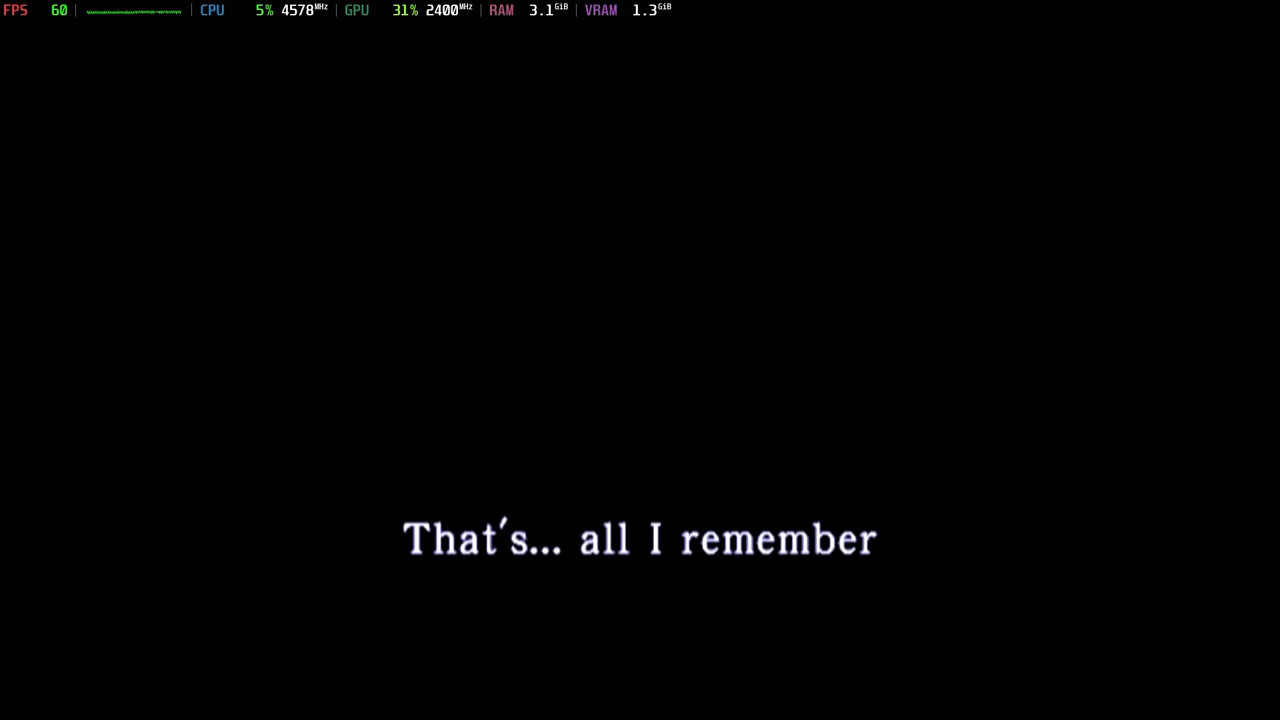 FPS 60 | CPU 5% 4578MHz | GPU 31% 2400MHz | RAM 3.1GiB | VRAM 1.3GiB
That's... all I remember